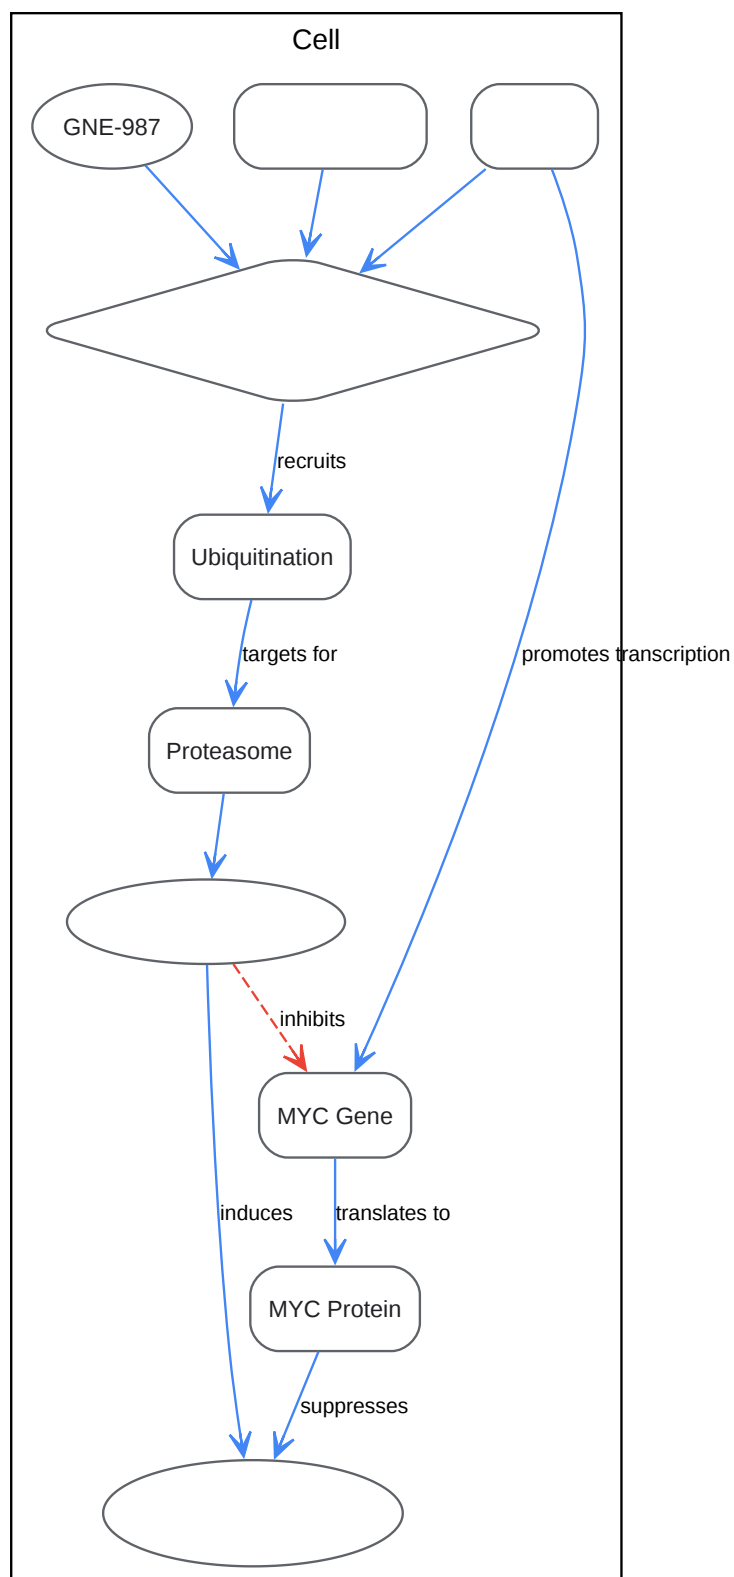 Cell
GNE-987
recruits
Ubiquitination
targets for
promotes transcription
Proteasome
inhibits
MYC Gene
induces
translates to
MYC Protein
suppresses